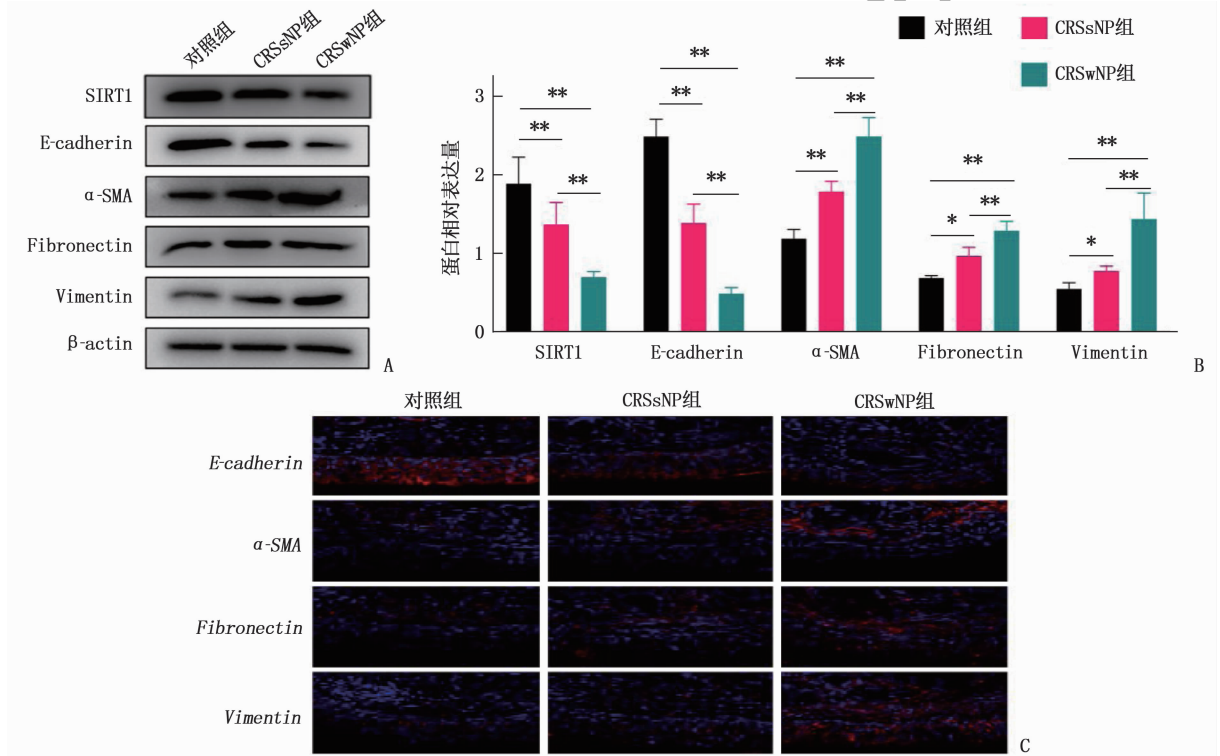 对照组
CRSsNP组
CRSwNP组
SIRT1
E-cadherin
α-SMA
Fibronectin
Vimentin
β-actin
A
对照组
CRSsNP组
CRSwNP组
蛋白相对表达量
3
2
1
0
**
**
**
**
**
**
**
**
**
**
*
**
**
*
**
SIRT1
E-cadherin
α-SMA
Fibronectin
Vimentin
B
对照组
CRSsNP组
CRSwNP组
E-cadherin
α-SMA
Fibronectin
Vimentin
C